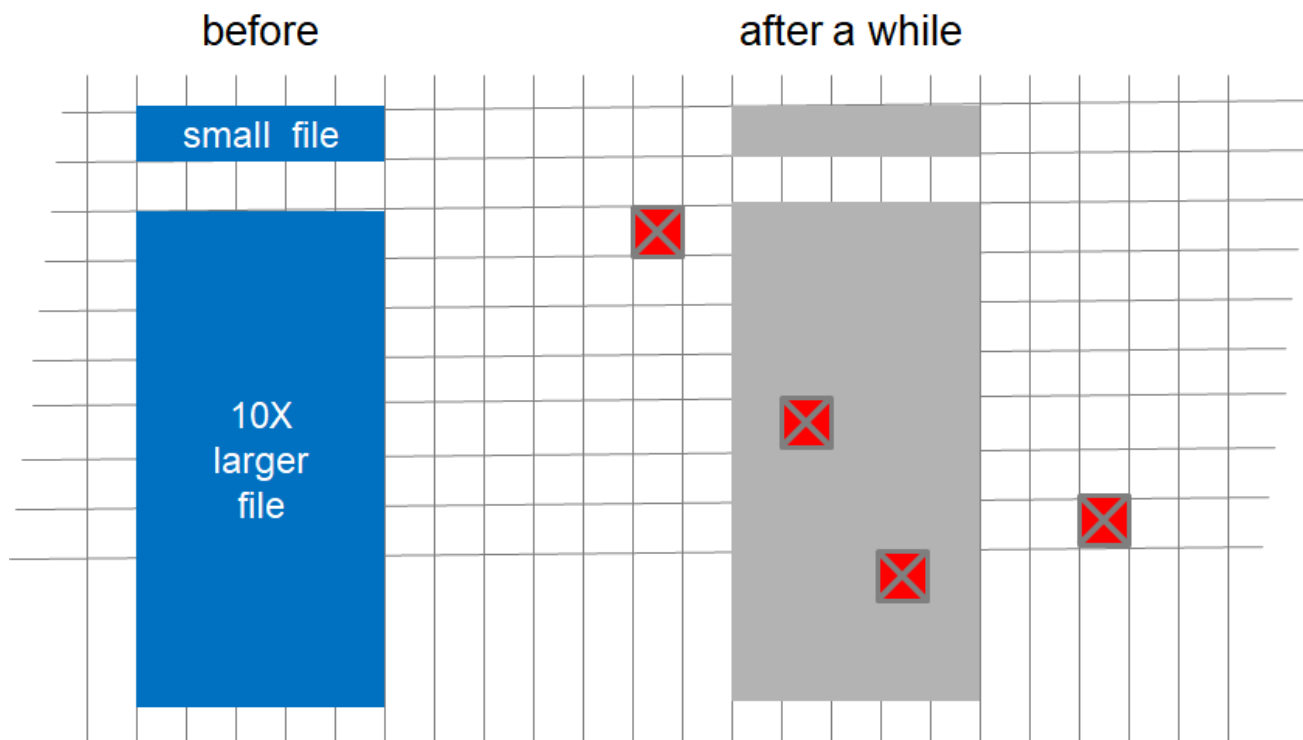 before
after a while
small file
10X
larger
file